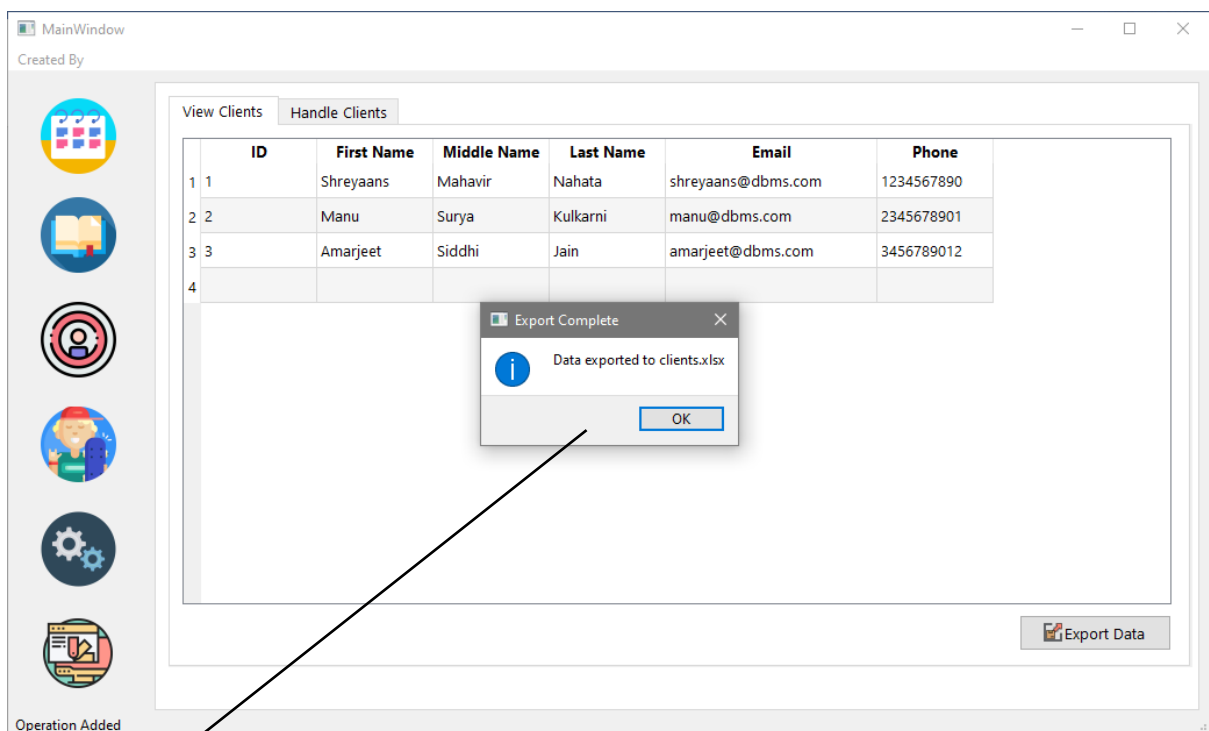 MainWindow
Created By
View Clients Handle Clients
ID First Name Middle Name Last Name Email Phone
1 1 Shreyaans Mahavir Nahata shreyaans@dbms.com 1234567890
2 2 Manu Surya Kulkarni manu@dbms.com 2345678901
3 3 Amarjeet Siddhi Jain amarjeet@dbms.com 3456789012
4
Export Complete
Data exported to clients.xlsx
OK
Export Data
Operation Added